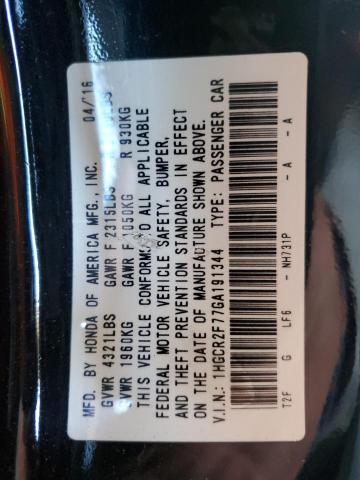 MFD. BY HONDA OF AMERICA MFG., INC. 04/'16
GVWR 4321LBS GAWR F 2315LBS
GVWR 1960KG GAWR F 1050KG R 930KG
THIS VEHICLE CONFORMS TO ALL APPLICABLE
FEDERAL MOTOR VEHICLE SAFETY, BUMPER,
AND THEFT PREVENTION STANDARDS IN EFFECT
ON THE DATE OF MANUFACTURE SHOWN ABOVE.
V.I.N.: 1HGCR2F77GA191344 TYPE: PASSENGER CAR
T2F G LF6 -NH731P -A -A